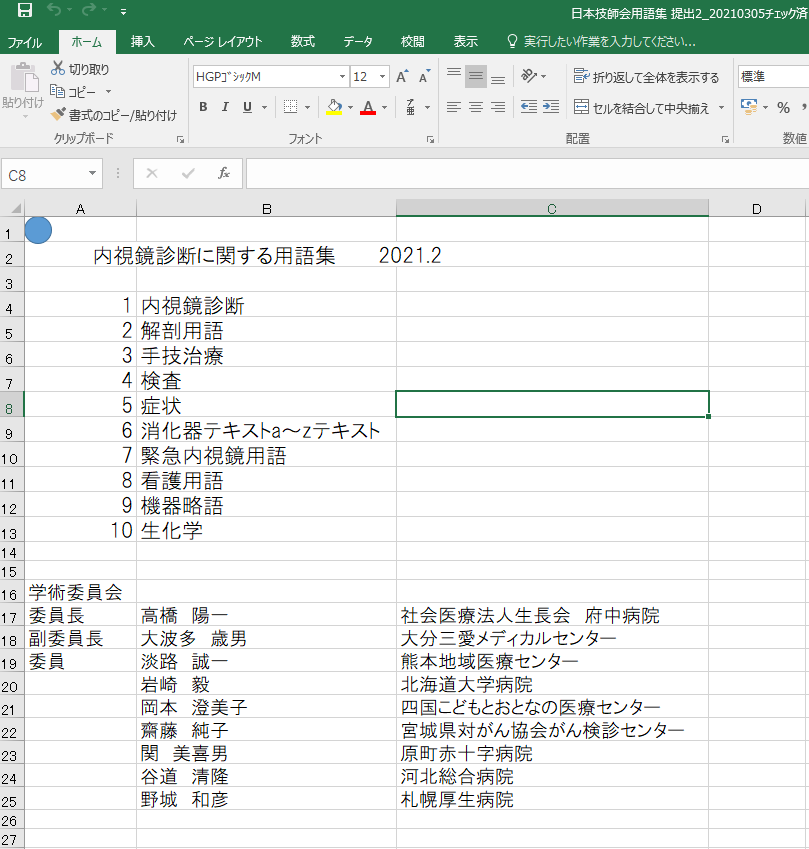 日本技師会用語集 提出2_20210305チェック済
ファイル ホーム 挿入 ページ レイアウト 数式 データ 校閲 表示 実行したい作業を入力してください...
貼り付け
切り取り
コピー
書式のコピー/貼り付け
クリップボード
HGPｺﾞｼｯｸM 12 A A
B I U A 亜
フォント
折り返して全体を表示する
セルを結合して中央揃え
配置
標準
% ,
数値
C8 fx
A B C D
1
2 内視鏡診断に関する用語集 2021.2
3
4 1 内視鏡診断
5 2 解剖用語
6 3 手技治療
7 4 検査
8 5 症状
9 6 消化器テキストa～zテキスト
10 7 緊急内視鏡用語
11 8 看護用語
12 9 機器略語
13 10 生化学
14
15
16 学術委員会
17 委員長 高橋 陽一 社会医療法人生長会 府中病院
18 副委員長 大波多 歳男 大分三愛メディカルセンター
19 委員 淡路 誠一 熊本地域医療センター
20 岩崎 毅 北海道大学病院
21 岡本 澄美子 四国こどもとおとなの医療センター
22 齋藤 純子 宮城県対がん協会がん検診センター
23 関 美喜男 原町赤十字病院
24 谷道 清隆 河北総合病院
25 野城 和彦 札幌厚生病院
26
27